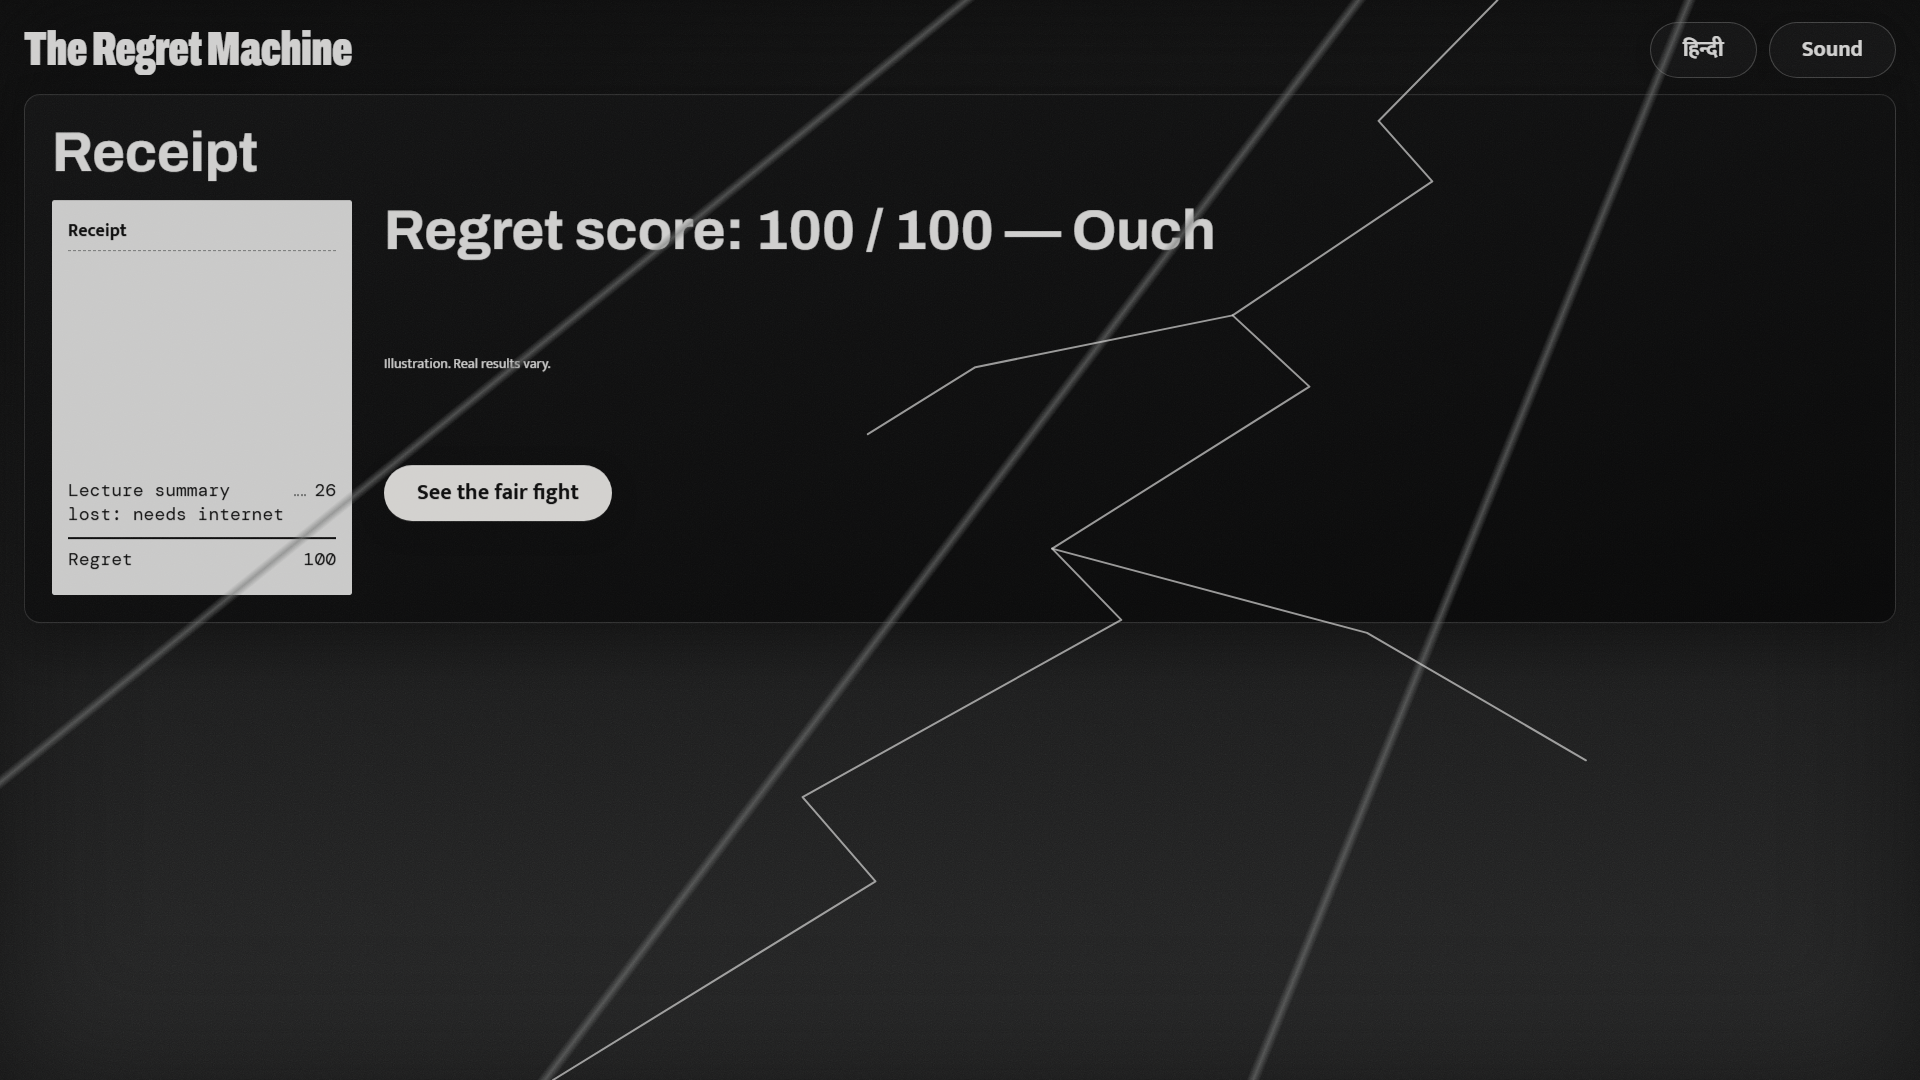 The Regret Machine
हिन्दी
Sound
Receipt
Receipt
Lecture summary .... 26
lost: needs internet
Regret 100
Regret score: 100 / 100 — Ouch
Illustration. Real results vary.
See the fair fight